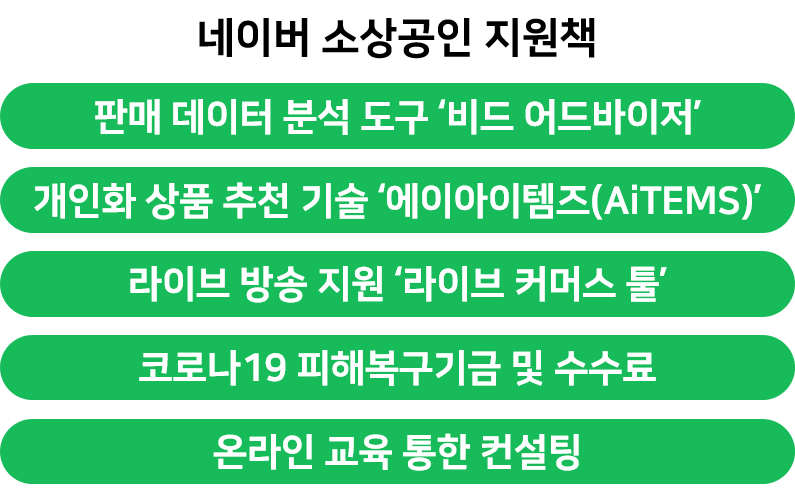 네이버 소상공인 지원책
판매 데이터 분석 도구 ‘비드 어드바이저’
개인화 상품 추천 기술 ‘에이아이템즈(AiTEMS)’
라이브 방송 지원 ‘라이브 커머스 툴’
코로나19 피해복구기금 및 수수료
온라인 교육 통한 컨설팅